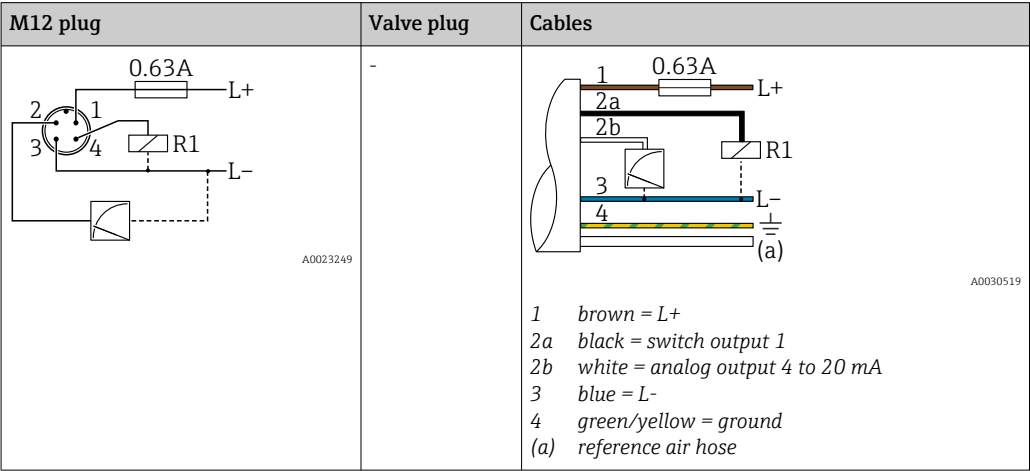 M12 plug Valve plug Cables
0.63A
L+
2 1
3 4 R1
L–
A0023249
-
1 0.63A
L+
2a
2b
R1
3
L–
4
(a)
A0030519
1 brown = L+
2a black = switch output 1
2b white = analog output 4 to 20 mA
3 blue = L-
4 green/yellow = ground
(a) reference air hose